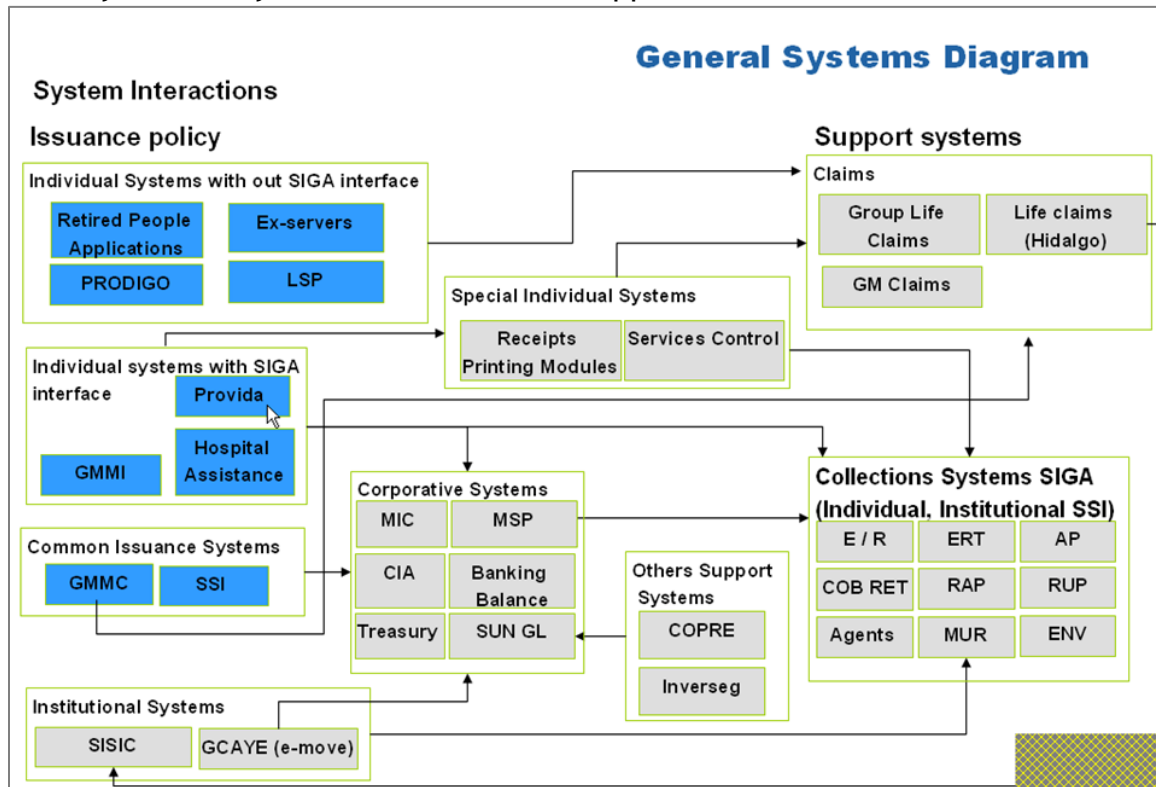 General Systems Diagram
System Interactions
Issuance policy
Support systems
Individual Systems with out SIGA interface
Retired People
Applications
Ex-servers
PRODIGO
LSP
Claims
Group Life
Claims
Life claims
(Hidalgo)
GM Claims
Special Individual Systems
Receipts
Printing Modules
Services Control
Individual systems with SIGA
interface
Provida
GMMI
Hospital
Assistance
Corporative Systems
MIC
MSP
CIA
Banking
Balance
Treasury
SUN GL
Collections Systems SIGA
(Individual, Institutional SSI)
E / R
ERT
AP
COB RET
RAP
RUP
Agents
MUR
ENV
Common Issuance Systems
GMMC
SSI
Others Support
Systems
COPRE
Inverseg
Institutional Systems
SISIC
GCAYE (e-move)